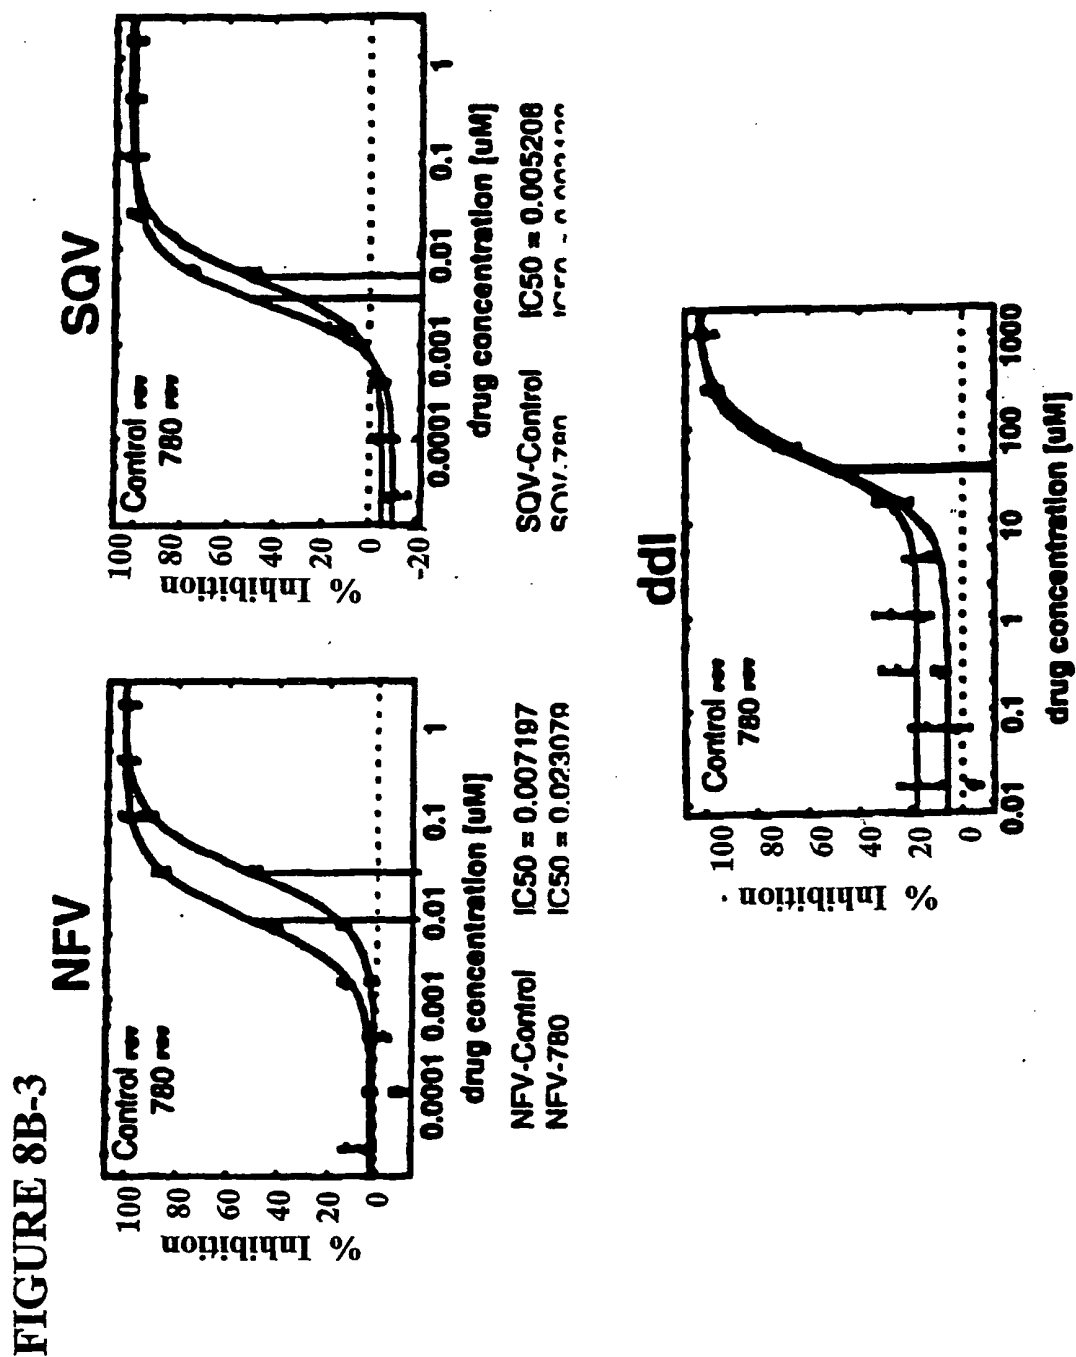 FIGURE 8B-3
NFV
Control
780
% Inhibition
100
80
60
40
20
0
0.0001 0.001 0.01 0.1 1
drug concentration [uM]
NFV-Control IC50 = 0.007197
NFV-780 IC50 = 0.023079
SQV
Control
780
% Inhibition
100
80
60
40
20
0
-20
0.0001 0.001 0.01 0.1 1
drug concentration [uM]
SQV-Control IC50 = 0.005208
SQV-780
ddI
Control
780
% Inhibition
100
80
60
40
20
0
0.01 0.1 1 10 100 1000
drug concentration [uM]